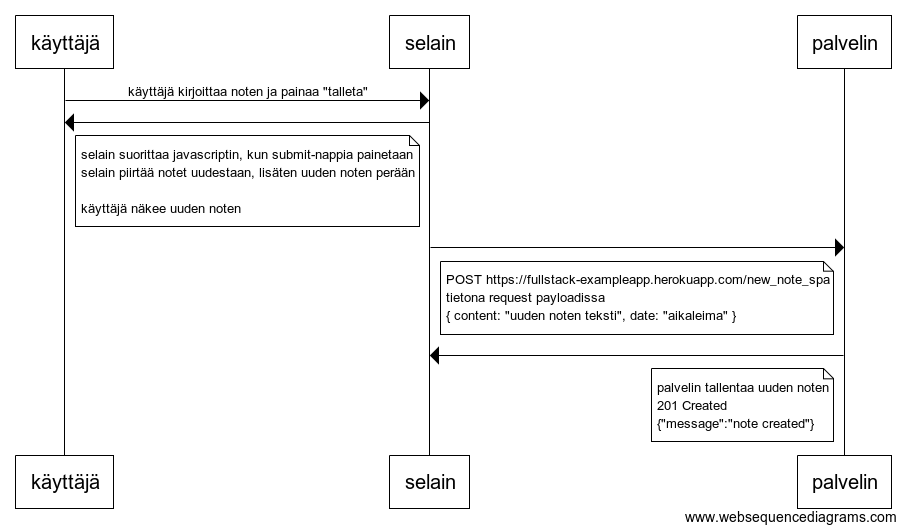 käyttäjä
selain
palvelin
käyttäjä kirjoittaa noten ja painaa "talleta"
selain suorittaa javascriptin, kun submit-nappia painetaan
selain piirtää notet uudestaan, lisäten uuden noten perään
käyttäjä näkee uuden noten
POST https://fullstack-exampleapp.herokuapp.com/new_note_spa
tietona request payloadissa
{ content: "uuden noten teksti", date: "aikaleima" }
palvelin tallentaa uuden noten
201 Created
{"message":"note created"}
käyttäjä
selain
palvelin
www.websequencediagrams.com